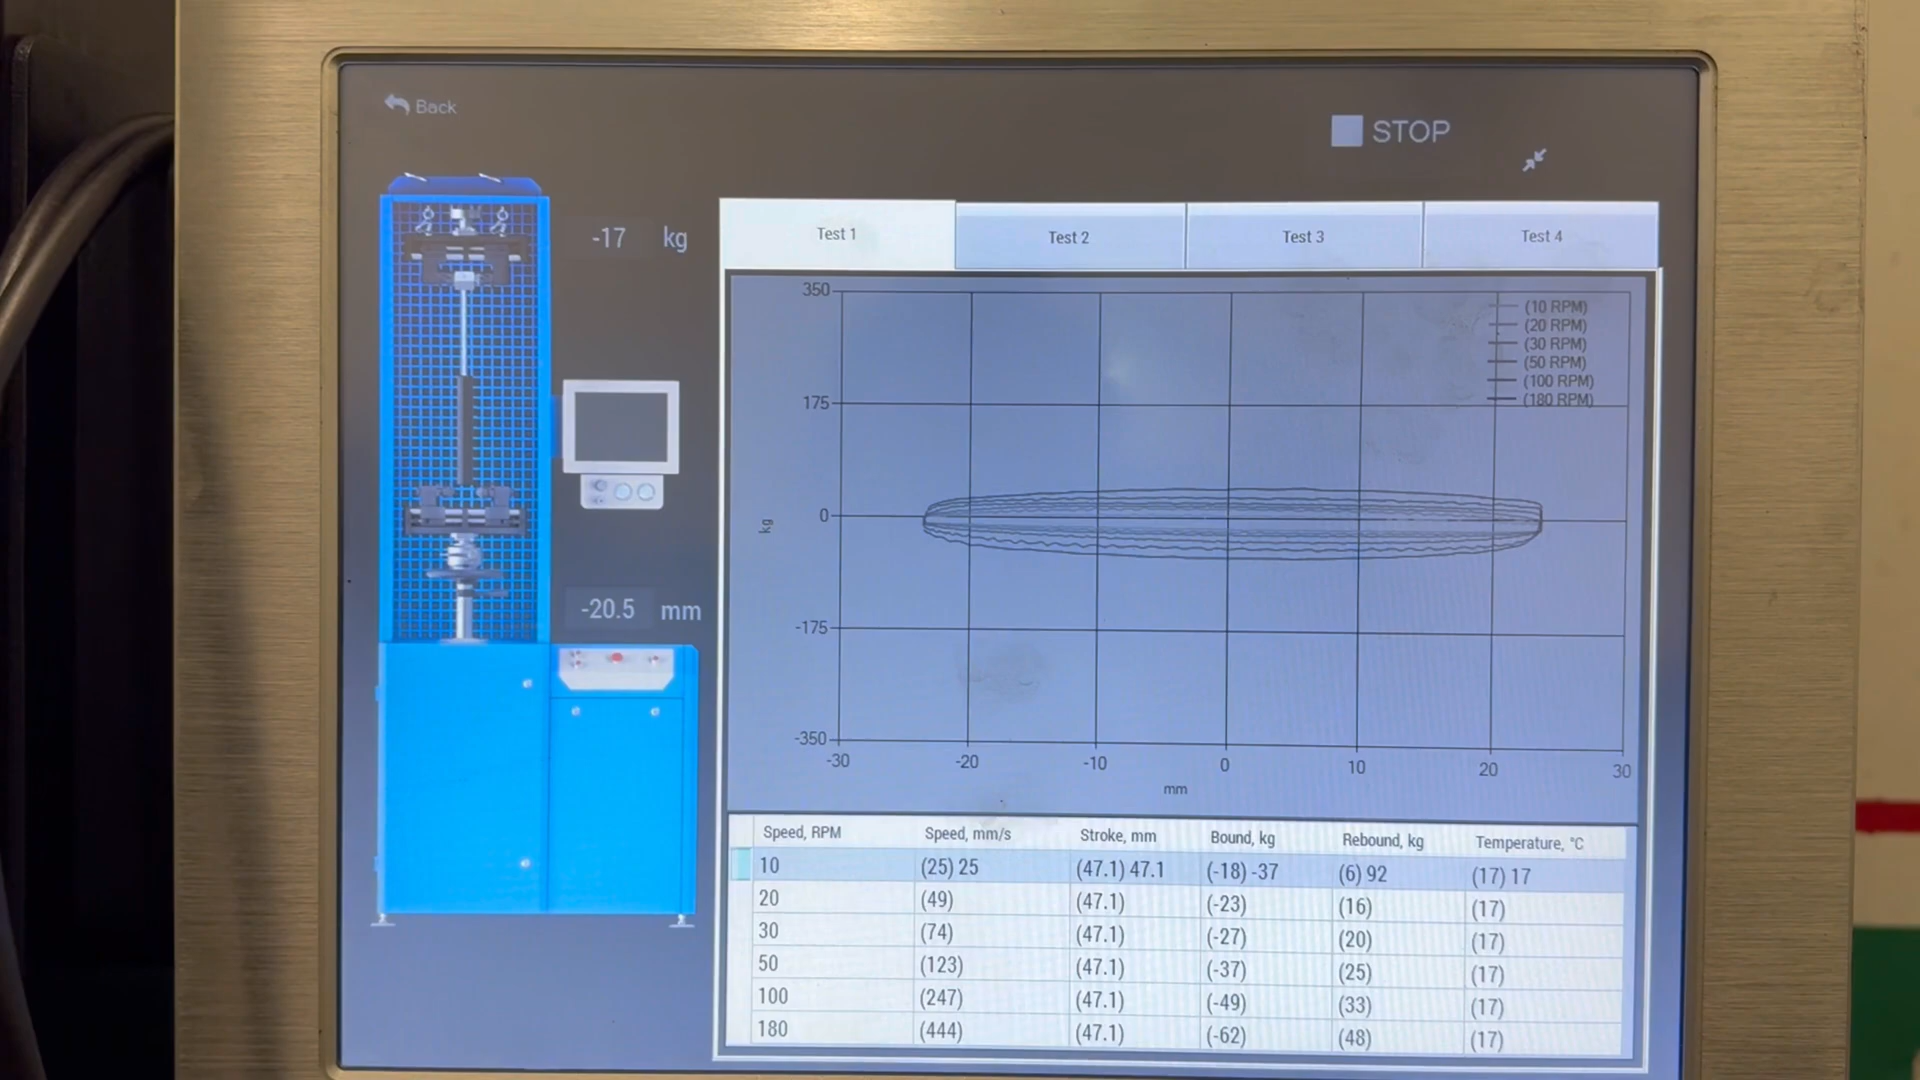 Back
STOP
-17 kg
-20.5 mm
Test 1 Test 2 Test 3 Test 4
350
175
0
-175
-350
kg
-30 -20 -10 0 10 20 30
mm
(10 RPM)
(20 RPM)
(30 RPM)
(50 RPM)
(100 RPM)
(180 RPM)
Speed, RPM Speed, mm/s Stroke, mm Bound, kg Rebound, kg Temperature, °C
10 (25) 25 (47.1) 47.1 (-18) -37 (6) 92 (17) 17
20 (49) (47.1) (-23) (16) (17)
30 (74) (47.1) (-27) (20) (17)
50 (123) (47.1) (-37) (25) (17)
100 (247) (47.1) (-49) (33) (17)
180 (444) (47.1) (-62) (48) (17)